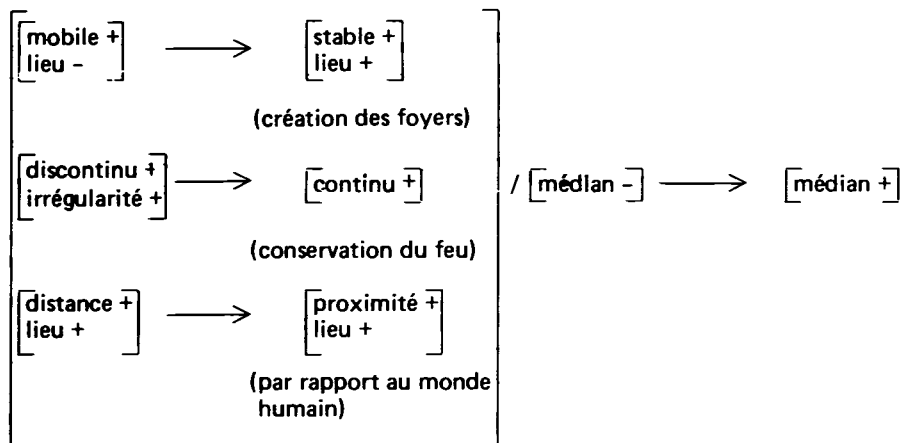 mobile + ⟶ stable +
lieu - lieu +
(création des foyers)
discontinu + ⟶ continu + / médian - ⟶ médian +
irrégularité +
(conservation du feu)
distance + ⟶ proximité +
lieu + lieu +
(par rapport au monde
humain)